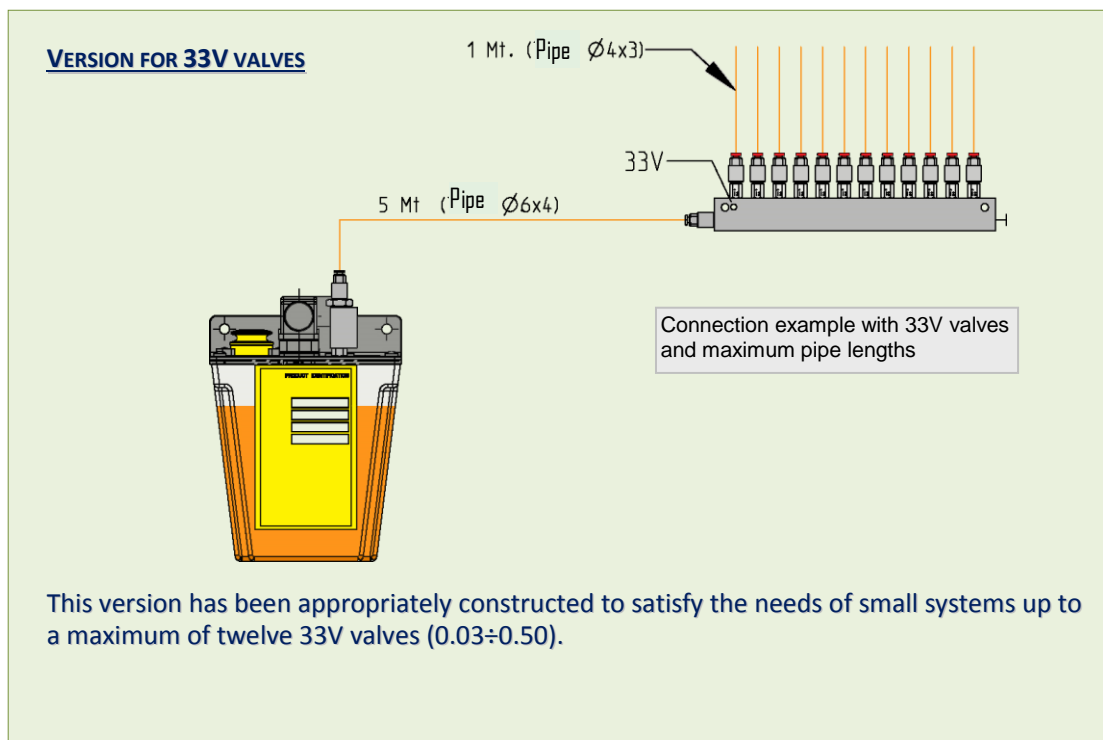 VERSION FOR 33V VALVES
1 Mt. (Pipe Ø4x3)
33V
5 Mt (Pipe Ø6x4)
Connection example with 33V valves
and maximum pipe lengths
PRODUCT IDENTIFICATION
This version has been appropriately constructed to satisfy the needs of small systems up to
a maximum of twelve 33V valves (0.03÷0.50).